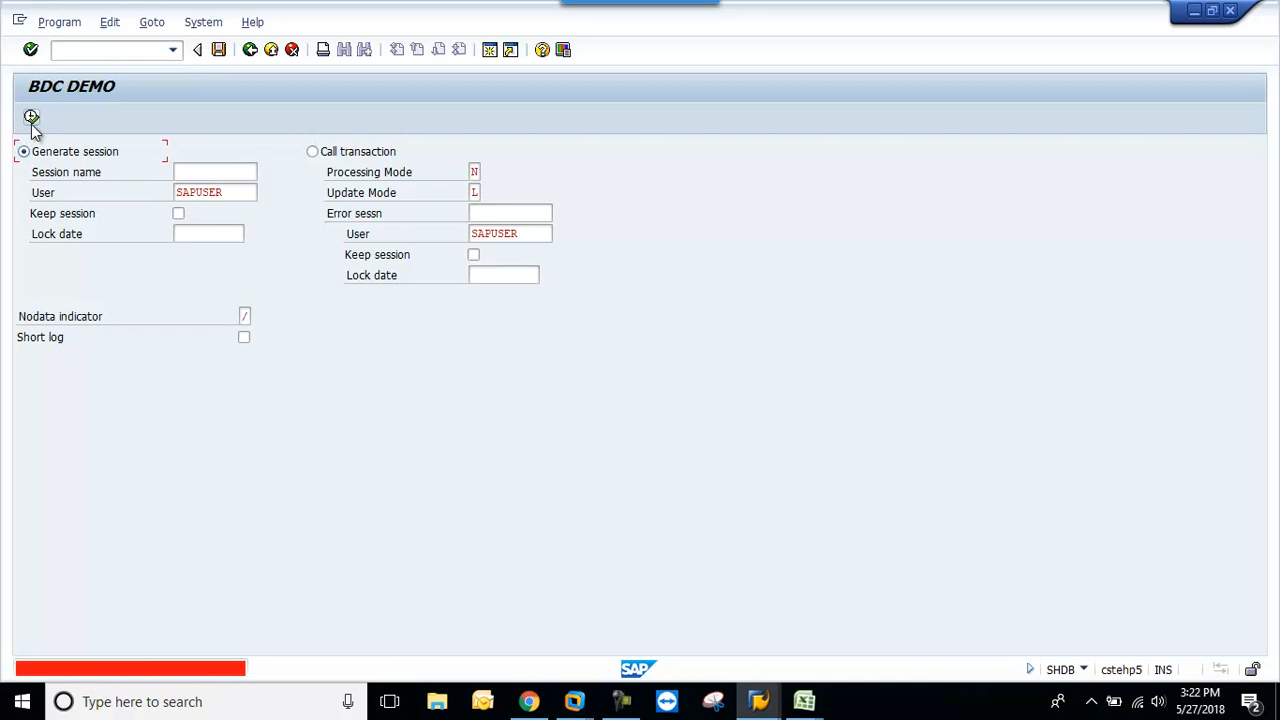 Program Edit Goto System Help
BDC DEMO
Generate session Call transaction
Session name Processing Mode N
User SAPUSER Update Mode L
Keep session Error sessn
Lock date User SAPUSER
Keep session
Lock date
Nodata indicator /
Short log
SAP SHDB cstehp5 INS
Type here to search 3:22 PM
5/27/2018 2